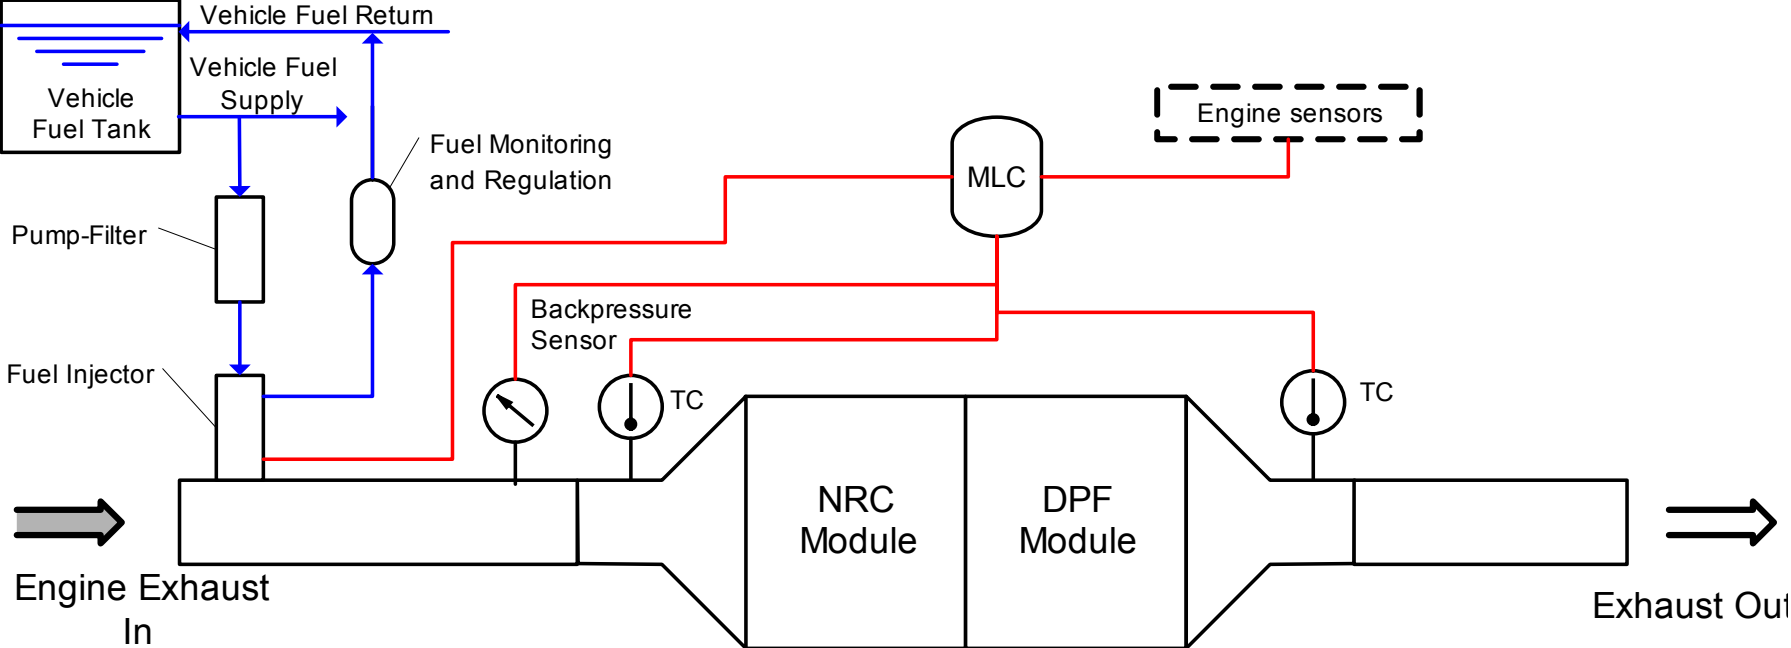 Vehicle Fuel Return
Vehicle Fuel
Supply
Vehicle
Fuel Tank
Engine sensors
Fuel Monitoring
and Regulation
MLC
Pump-Filter
Backpressure
Sensor
Fuel Injector
TC
TC
NRC
Module
DPF
Module
Engine Exhaust
In
Exhaust Out